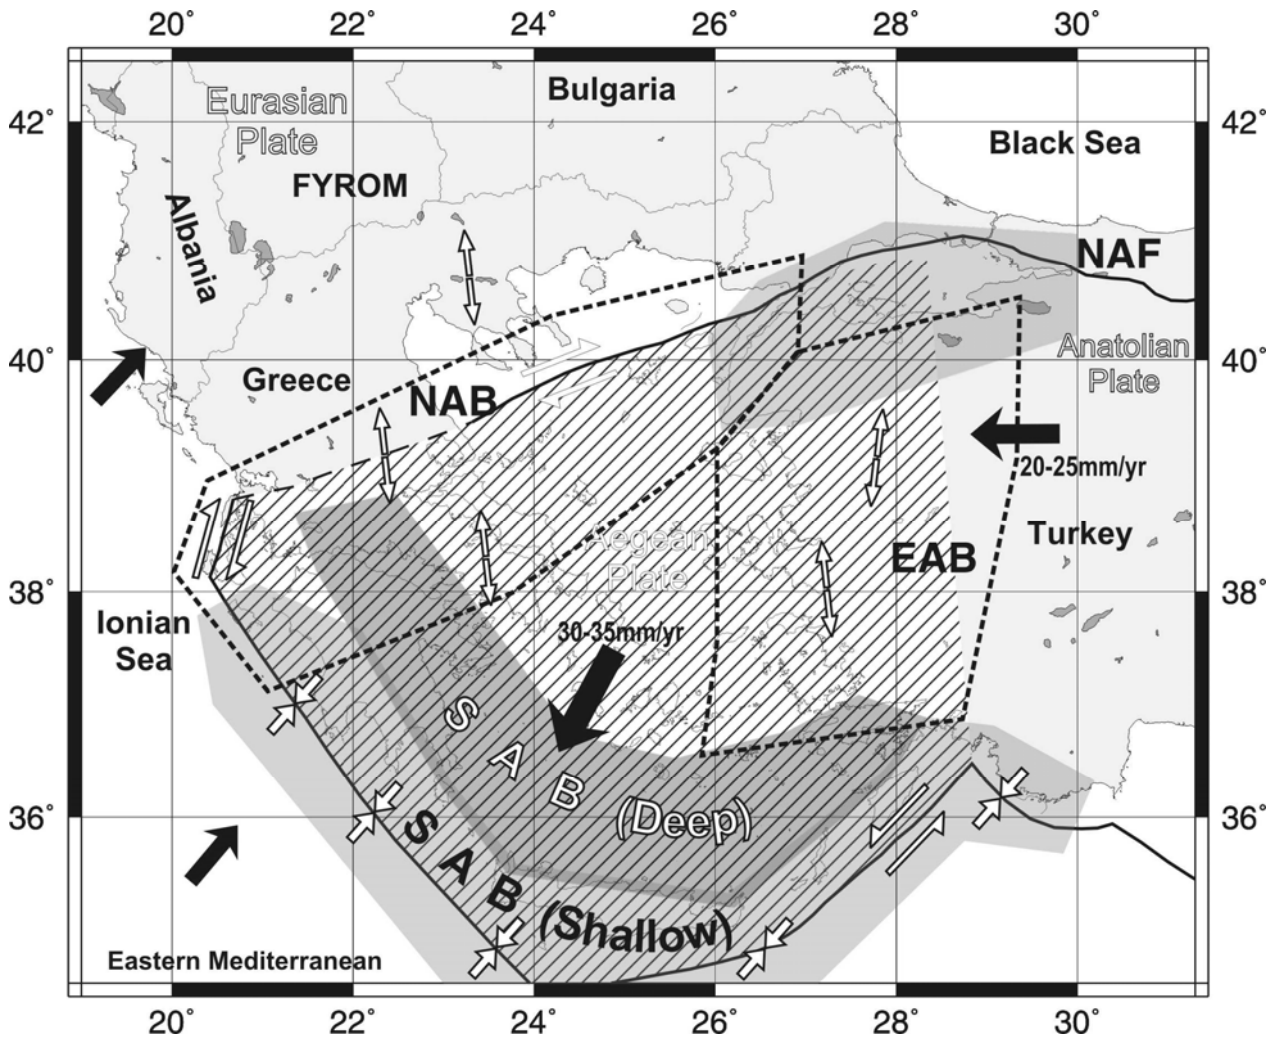 20° 22° 24° 26° 28° 30°
Bulgaria
Eurasian
Plate
42°
42°
Black Sea
FYROM
Albania
NAF
40°
Anatolian
Plate
40°
Greece
NAB
20-25mm/yr
Aegean
Plate
Turkey
EAB
38°
38°
Ionian
Sea
30-35mm/yr
S A B (Deep)
36°
36°
S A B (Shallow)
Eastern Mediterranean
20° 22° 24° 26° 28° 30°